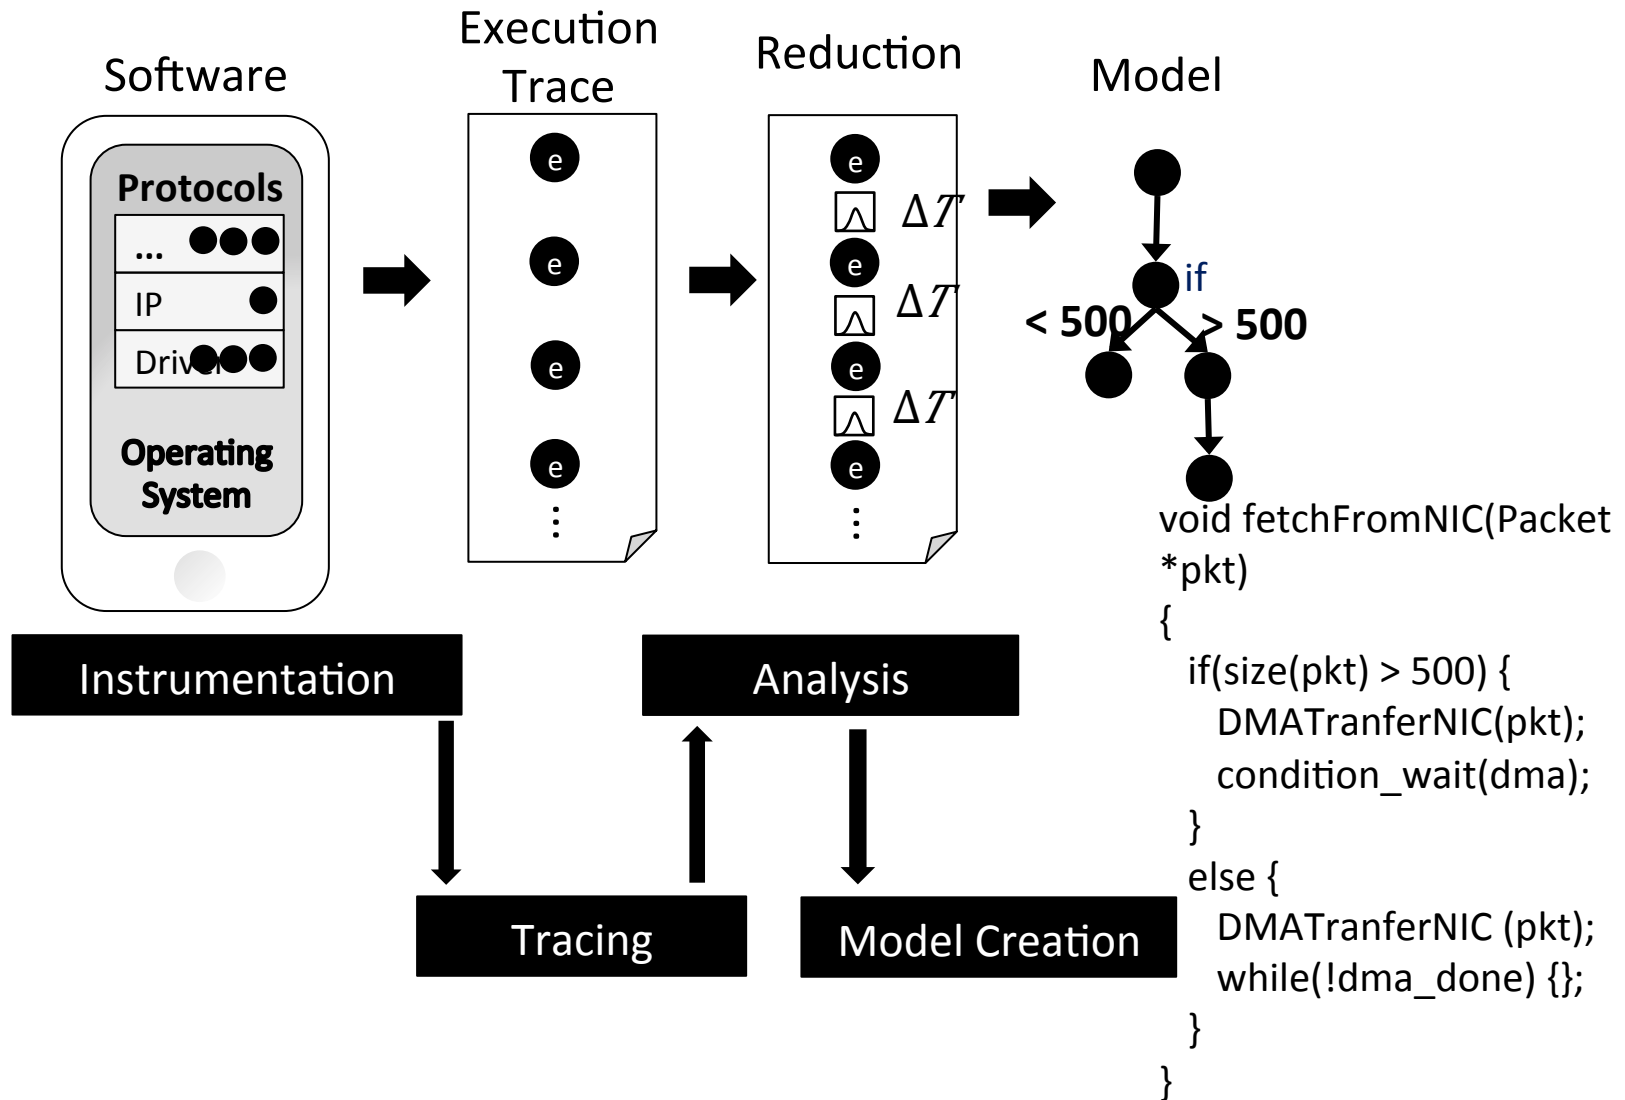 Software
Execution
Trace
Reduction
Model
Protocols
...
IP
Driver
Operating
System
e
e
e
e
⋮
e
ΔT
e
ΔT
e
ΔT
e
⋮
if
< 500
> 500
void fetchFromNIC(Packet
*pkt)
{
if(size(pkt) > 500) {
DMATranferNIC(pkt);
condition_wait(dma);
}
else {
DMATranferNIC (pkt);
while(!dma_done) {};
}
}
Instrumentation
Analysis
Tracing
Model Creation